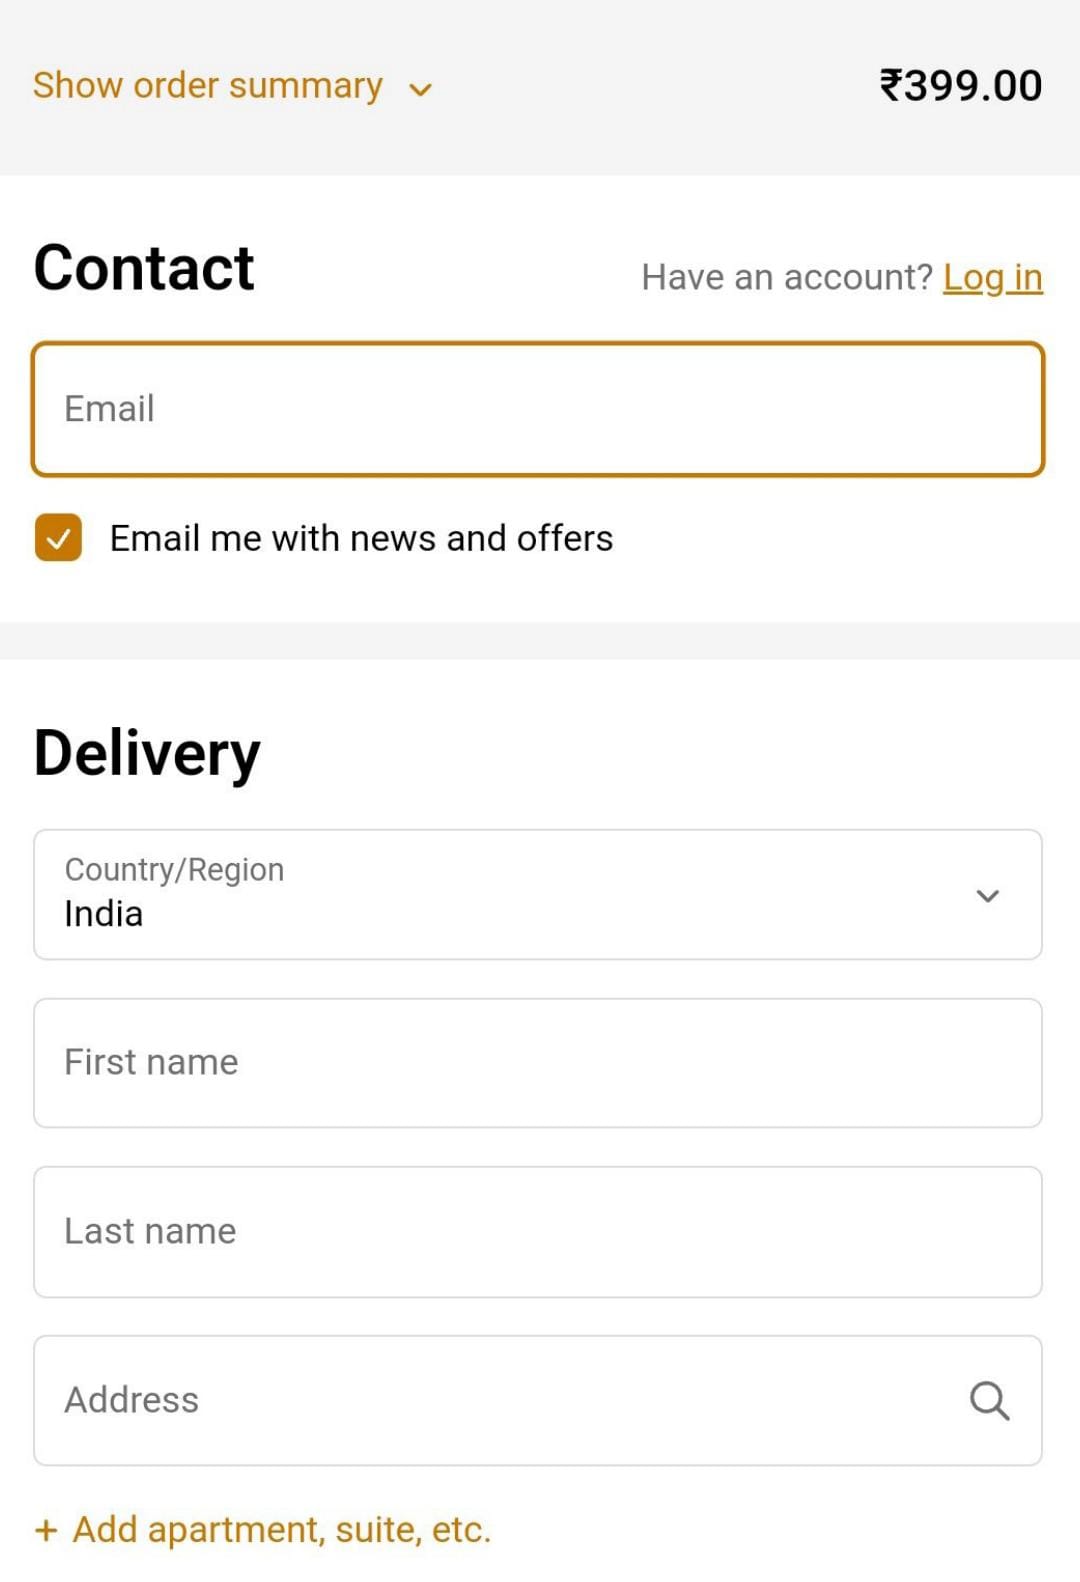 Show order summary
₹399.00
Contact
Have an account? Log in
Email
Email me with news and offers
Delivery
Country/Region
India
First name
Last name
Address
+ Add apartment, suite, etc.